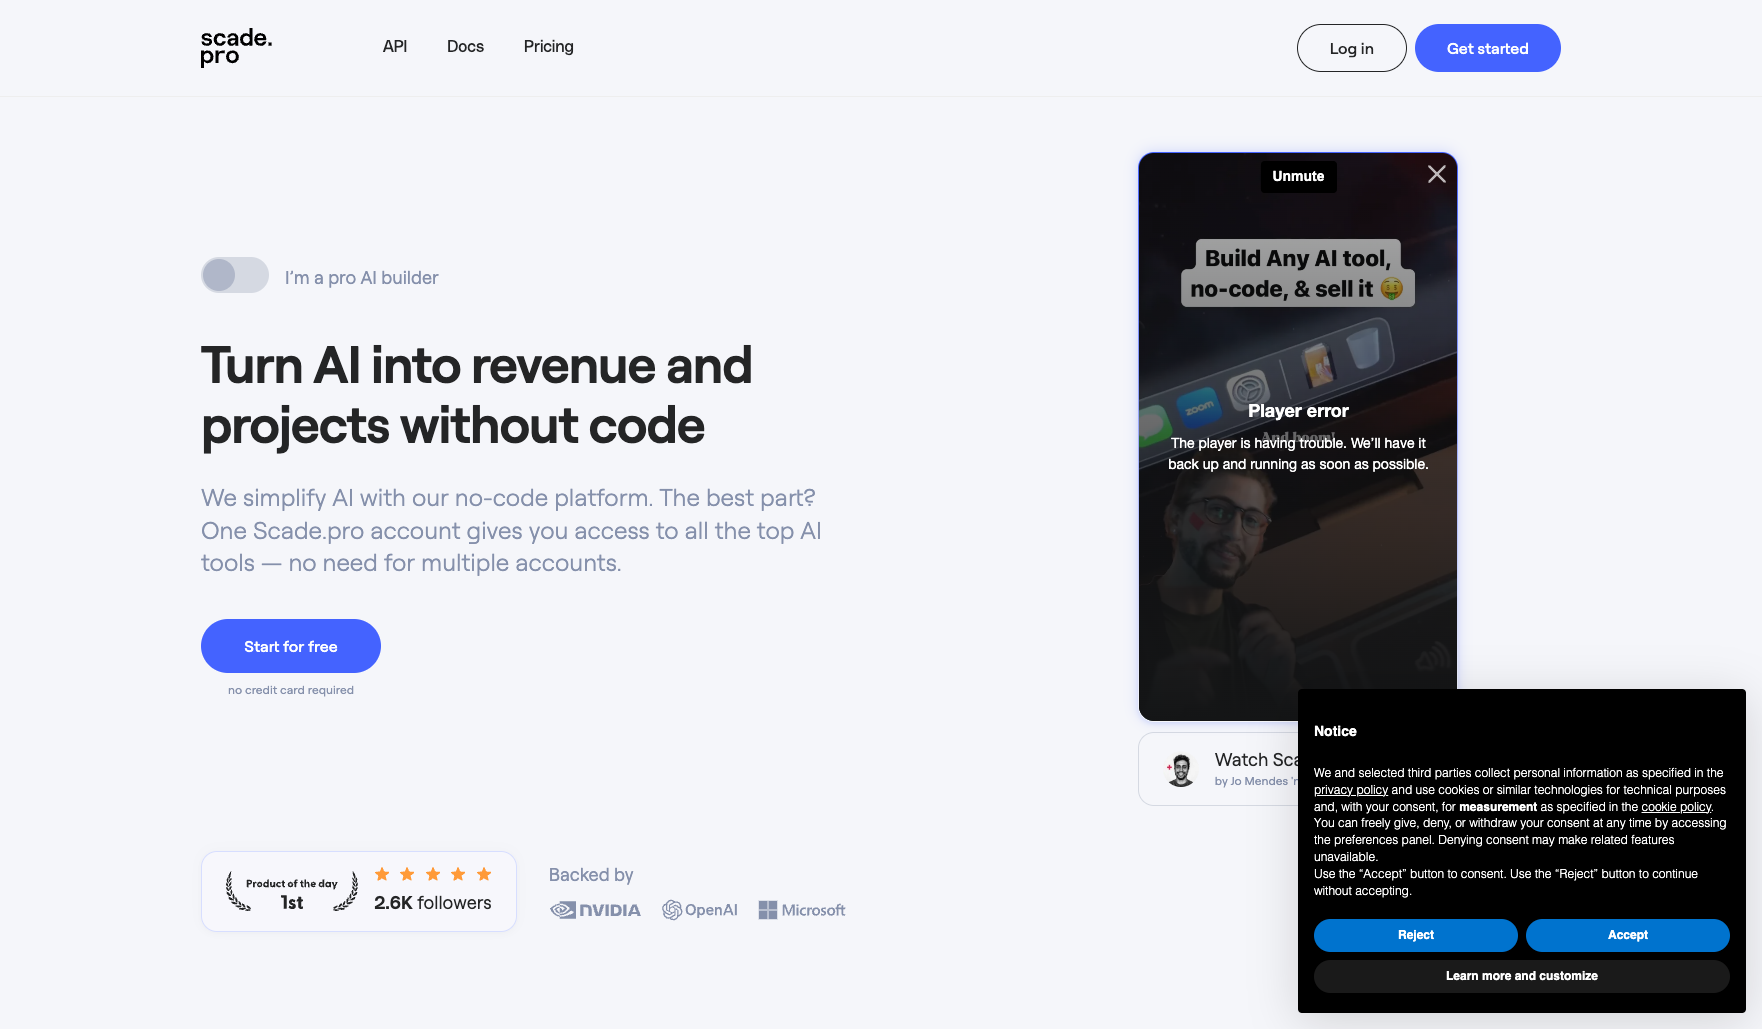 scade.
pro
API
Docs
Pricing
Log in
Get started
I'm a pro AI builder
Turn AI into revenue and
projects without code
We simplify AI with our no-code platform. The best part?
One Scade.pro account gives you access to all the top AI
tools — no need for multiple accounts.
Start for free
no credit card required
Unmute
Build Any AI tool,
no-code, & sell it 🤑
zoom
Player error
And boom!
The player is having trouble. We'll have it
back up and running as soon as possible.
Watch Sca
by Jo Mendes 'n
Product of the day
1st
2.6K followers
Backed by
NVIDIA
OpenAI
Microsoft
Notice
We and selected third parties collect personal information as specified in the
privacy policy and use cookies or similar technologies for technical purposes
and, with your consent, for measurement as specified in the cookie policy.
You can freely give, deny, or withdraw your consent at any time by accessing
the preferences panel. Denying consent may make related features
unavailable.
Use the “Accept” button to consent. Use the “Reject” button to continue
without accepting.
Reject
Accept
Learn more and customize